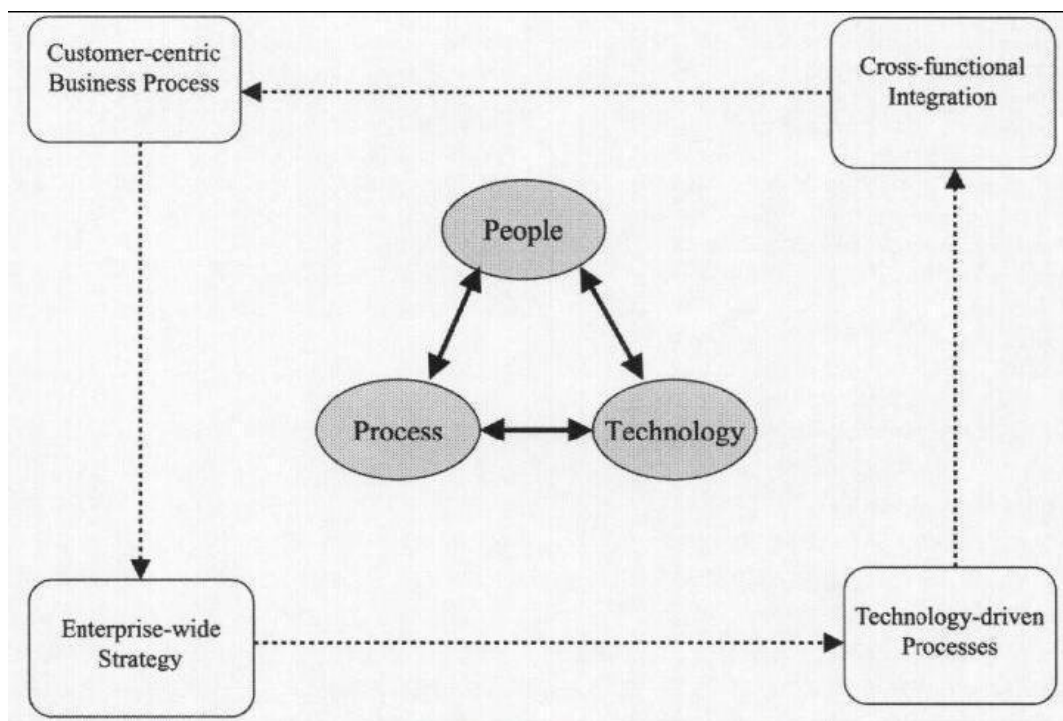 Customer-centric
Business Process
Cross-functional
Integration
People
Process
Technology
Enterprise-wide
Strategy
Technology-driven
Processes